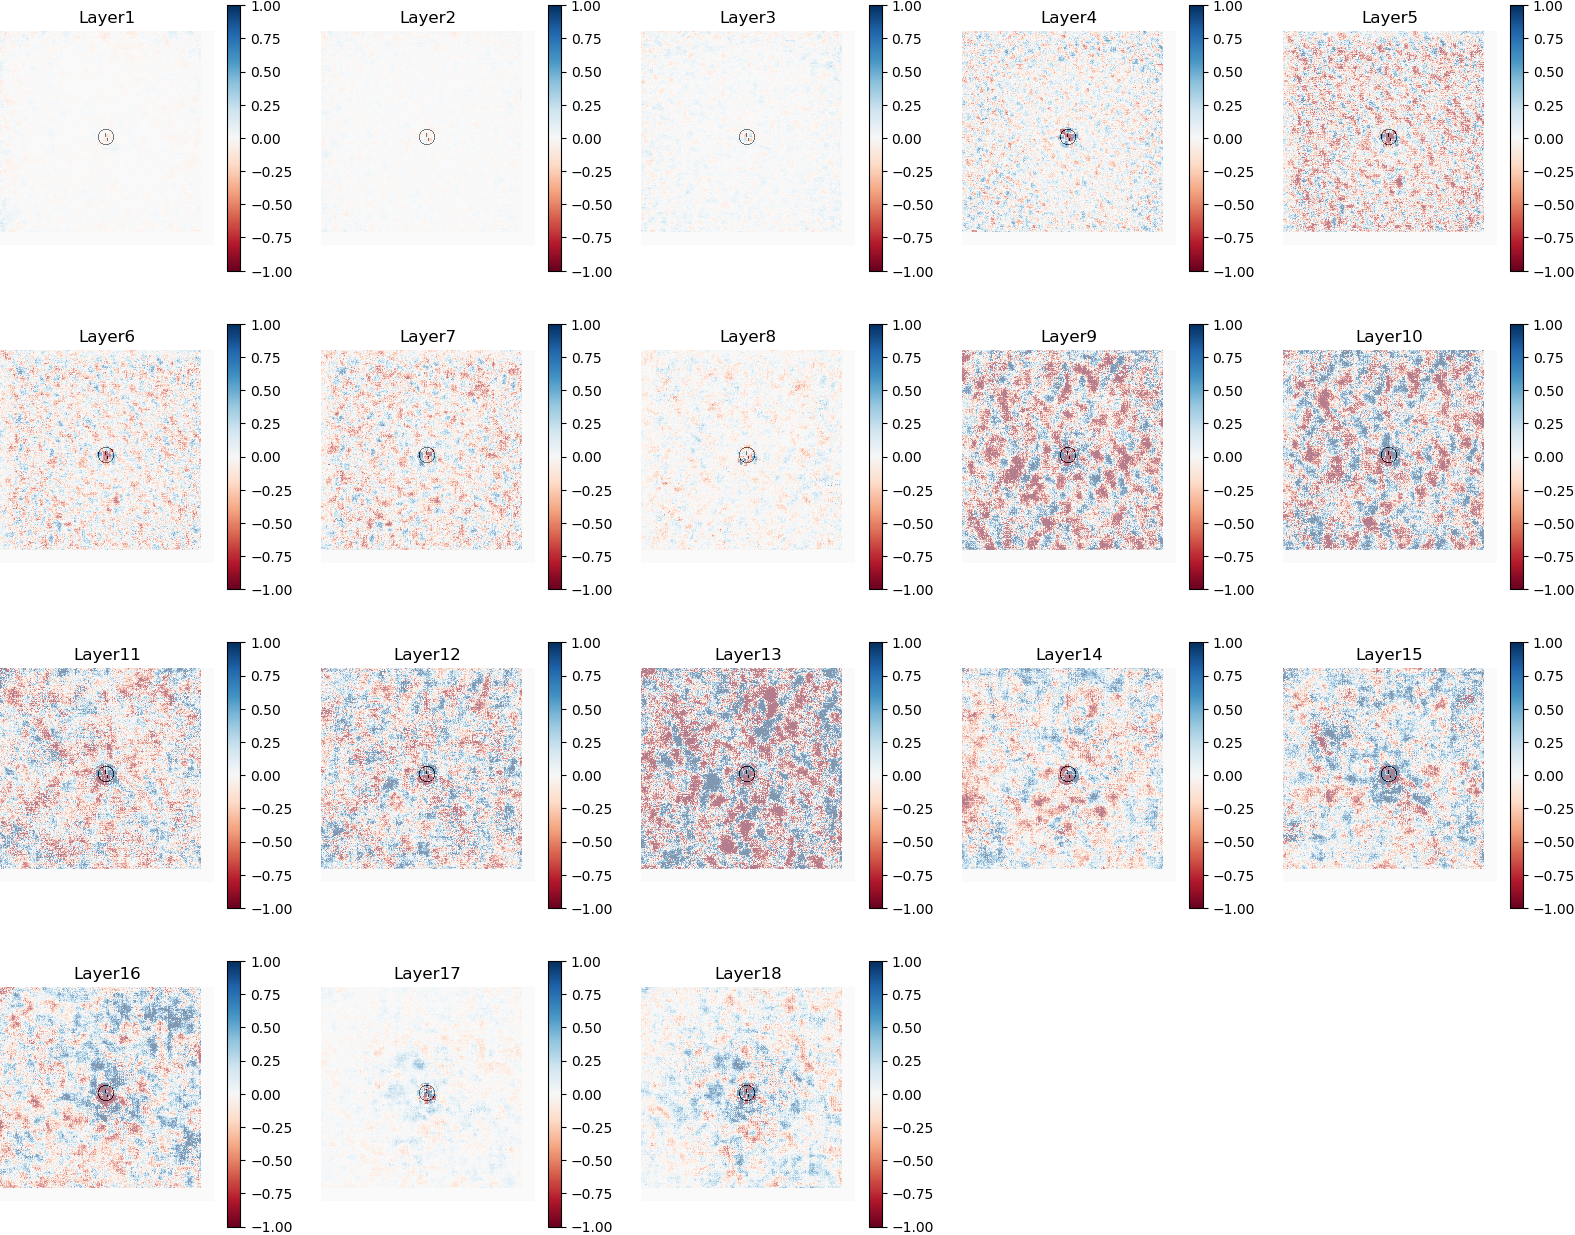 Layer1 Layer2 Layer3 Layer4 Layer5
1.00 1.00 1.00 1.00 1.00
0.75 0.75 0.75 0.75 0.75
0.50 0.50 0.50 0.50 0.50
0.25 0.25 0.25 0.25 0.25
0.00 0.00 0.00 0.00 0.00
−0.25 −0.25 −0.25 −0.25 −0.25
−0.50 −0.50 −0.50 −0.50 −0.50
−0.75 −0.75 −0.75 −0.75 −0.75
−1.00 −1.00 −1.00 −1.00 −1.00
Layer6 Layer7 Layer8 Layer9 Layer10
1.00 1.00 1.00 1.00 1.00
0.75 0.75 0.75 0.75 0.75
0.50 0.50 0.50 0.50 0.50
0.25 0.25 0.25 0.25 0.25
0.00 0.00 0.00 0.00 0.00
−0.25 −0.25 −0.25 −0.25 −0.25
−0.50 −0.50 −0.50 −0.50 −0.50
−0.75 −0.75 −0.75 −0.75 −0.75
−1.00 −1.00 −1.00 −1.00 −1.00
Layer11 Layer12 Layer13 Layer14 Layer15
1.00 1.00 1.00 1.00 1.00
0.75 0.75 0.75 0.75 0.75
0.50 0.50 0.50 0.50 0.50
0.25 0.25 0.25 0.25 0.25
0.00 0.00 0.00 0.00 0.00
−0.25 −0.25 −0.25 −0.25 −0.25
−0.50 −0.50 −0.50 −0.50 −0.50
−0.75 −0.75 −0.75 −0.75 −0.75
−1.00 −1.00 −1.00 −1.00 −1.00
Layer16 Layer17 Layer18
1.00 1.00 1.00
0.75 0.75 0.75
0.50 0.50 0.50
0.25 0.25 0.25
0.00 0.00 0.00
−0.25 −0.25 −0.25
−0.50 −0.50 −0.50
−0.75 −0.75 −0.75
−1.00 −1.00 −1.00